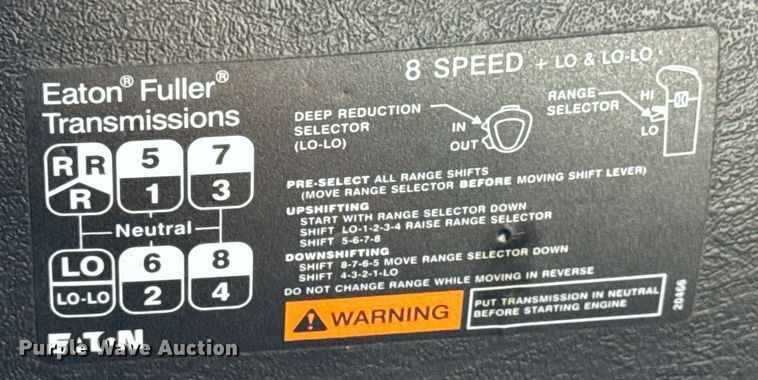 8 SPEED + LO & LO-LO
Eaton® Fuller®
Transmissions
DEEP REDUCTION
SELECTOR
(LO-LO)
IN
OUT
RANGE
SELECTOR
HI
LO
R R
R
5
1
7
3
Neutral
LO
LO-LO
6
2
8
4
PRE-SELECT ALL RANGE SHIFTS
(MOVE RANGE SELECTOR BEFORE MOVING SHIFT LEVER)
UPSHIFTING
START WITH RANGE SELECTOR DOWN
SHIFT LO-1-2-3-4 RAISE RANGE SELECTOR
SHIFT 5-6-7-8
DOWNSHIFTING
SHIFT 8-7-6-5 MOVE RANGE SELECTOR DOWN
SHIFT 4-3-2-1-LO
DO NOT CHANGE RANGE WHILE MOVING IN REVERSE
WARNING
PUT TRANSMISSION IN NEUTRAL
BEFORE STARTING ENGINE
20466
EATON
Purple Wave Auction